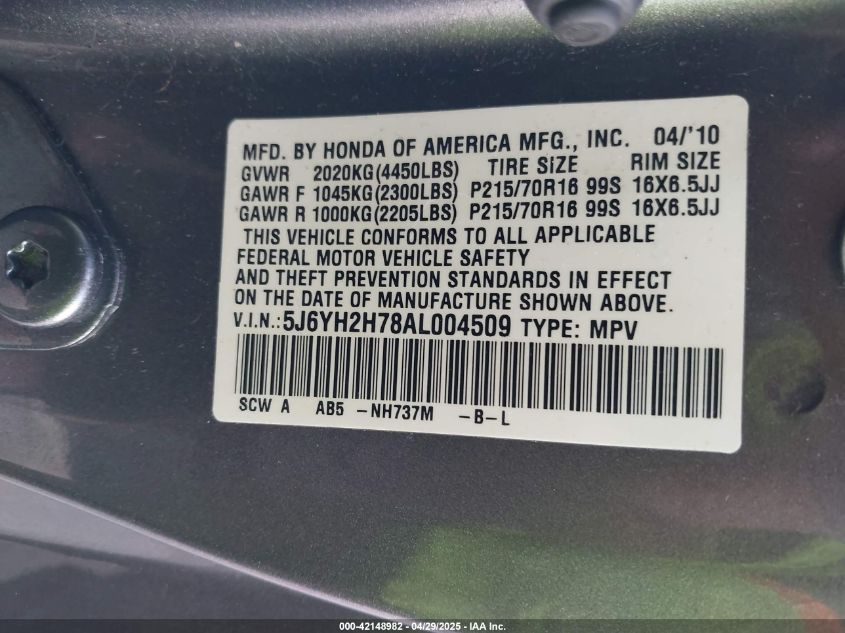 MFD. BY HONDA OF AMERICA MFG., INC. 04/'10
GVWR 2020KG(4450LBS) TIRE SIZE RIM SIZE
GAWR F 1045KG(2300LBS) P215/70R16 99S 16X6.5JJ
GAWR R 1000KG(2205LBS) P215/70R16 99S 16X6.5JJ
THIS VEHICLE CONFORMS TO ALL APPLICABLE
FEDERAL MOTOR VEHICLE SAFETY
AND THEFT PREVENTION STANDARDS IN EFFECT
ON THE DATE OF MANUFACTURE SHOWN ABOVE.
V.I.N.:5J6YH2H78AL004509 TYPE: MPV
SCW A AB5 -NH737M -B-L
000-42148982 - 04/29/2025 - IAA Inc.